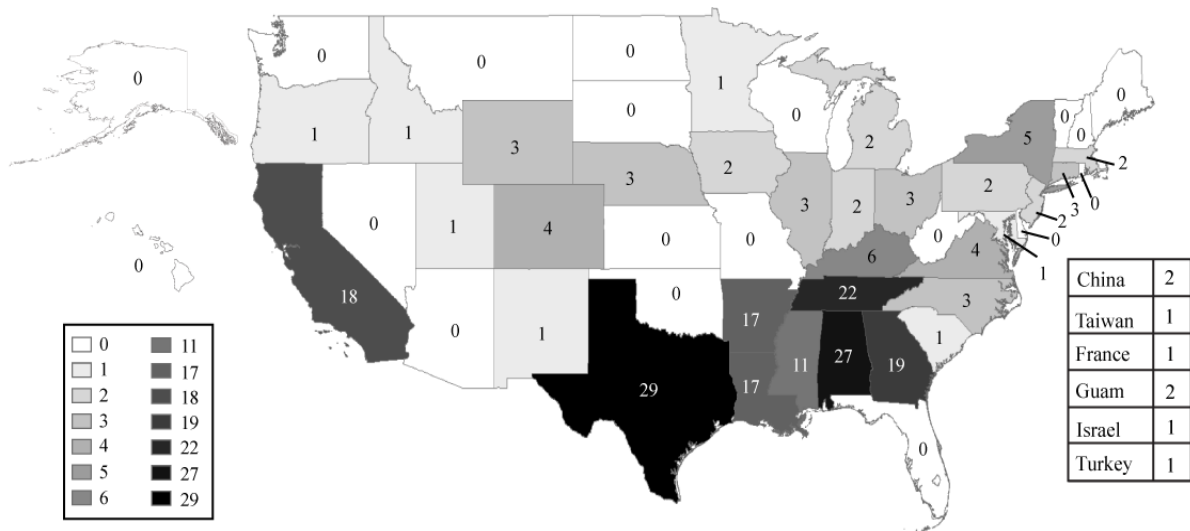 0 0 0
0 1 0
0 0 0 0
1 1 3 2 5 2
3 2 3 2 3 2 3 0
0 1 4 0 0 6 0 4 2 0
0 1
18 0 1 0 17 22 3
29 17 11 27 19 1
0
0 11
1 17
2 18
3 19
4 22
5 27
6 29
China 2
Taiwan 1
France 1
Guam 2
Israel 1
Turkey 1